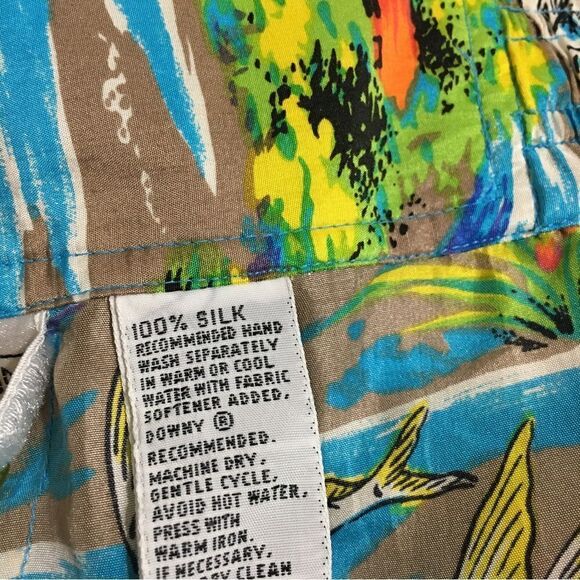 100% SILK
RECOMMENDED HAND
WASH SEPARATELY
IN WARM OR COOL
WATER WITH FABRIC
SOFTENER ADDED.
DOWNY ®
RECOMMENDED.
MACHINE DRY,
GENTLE CYCLE,
AVOID HOT WATER,
PRESS WITH
WARM IRON.
IF NECESSARY,
CLEAN